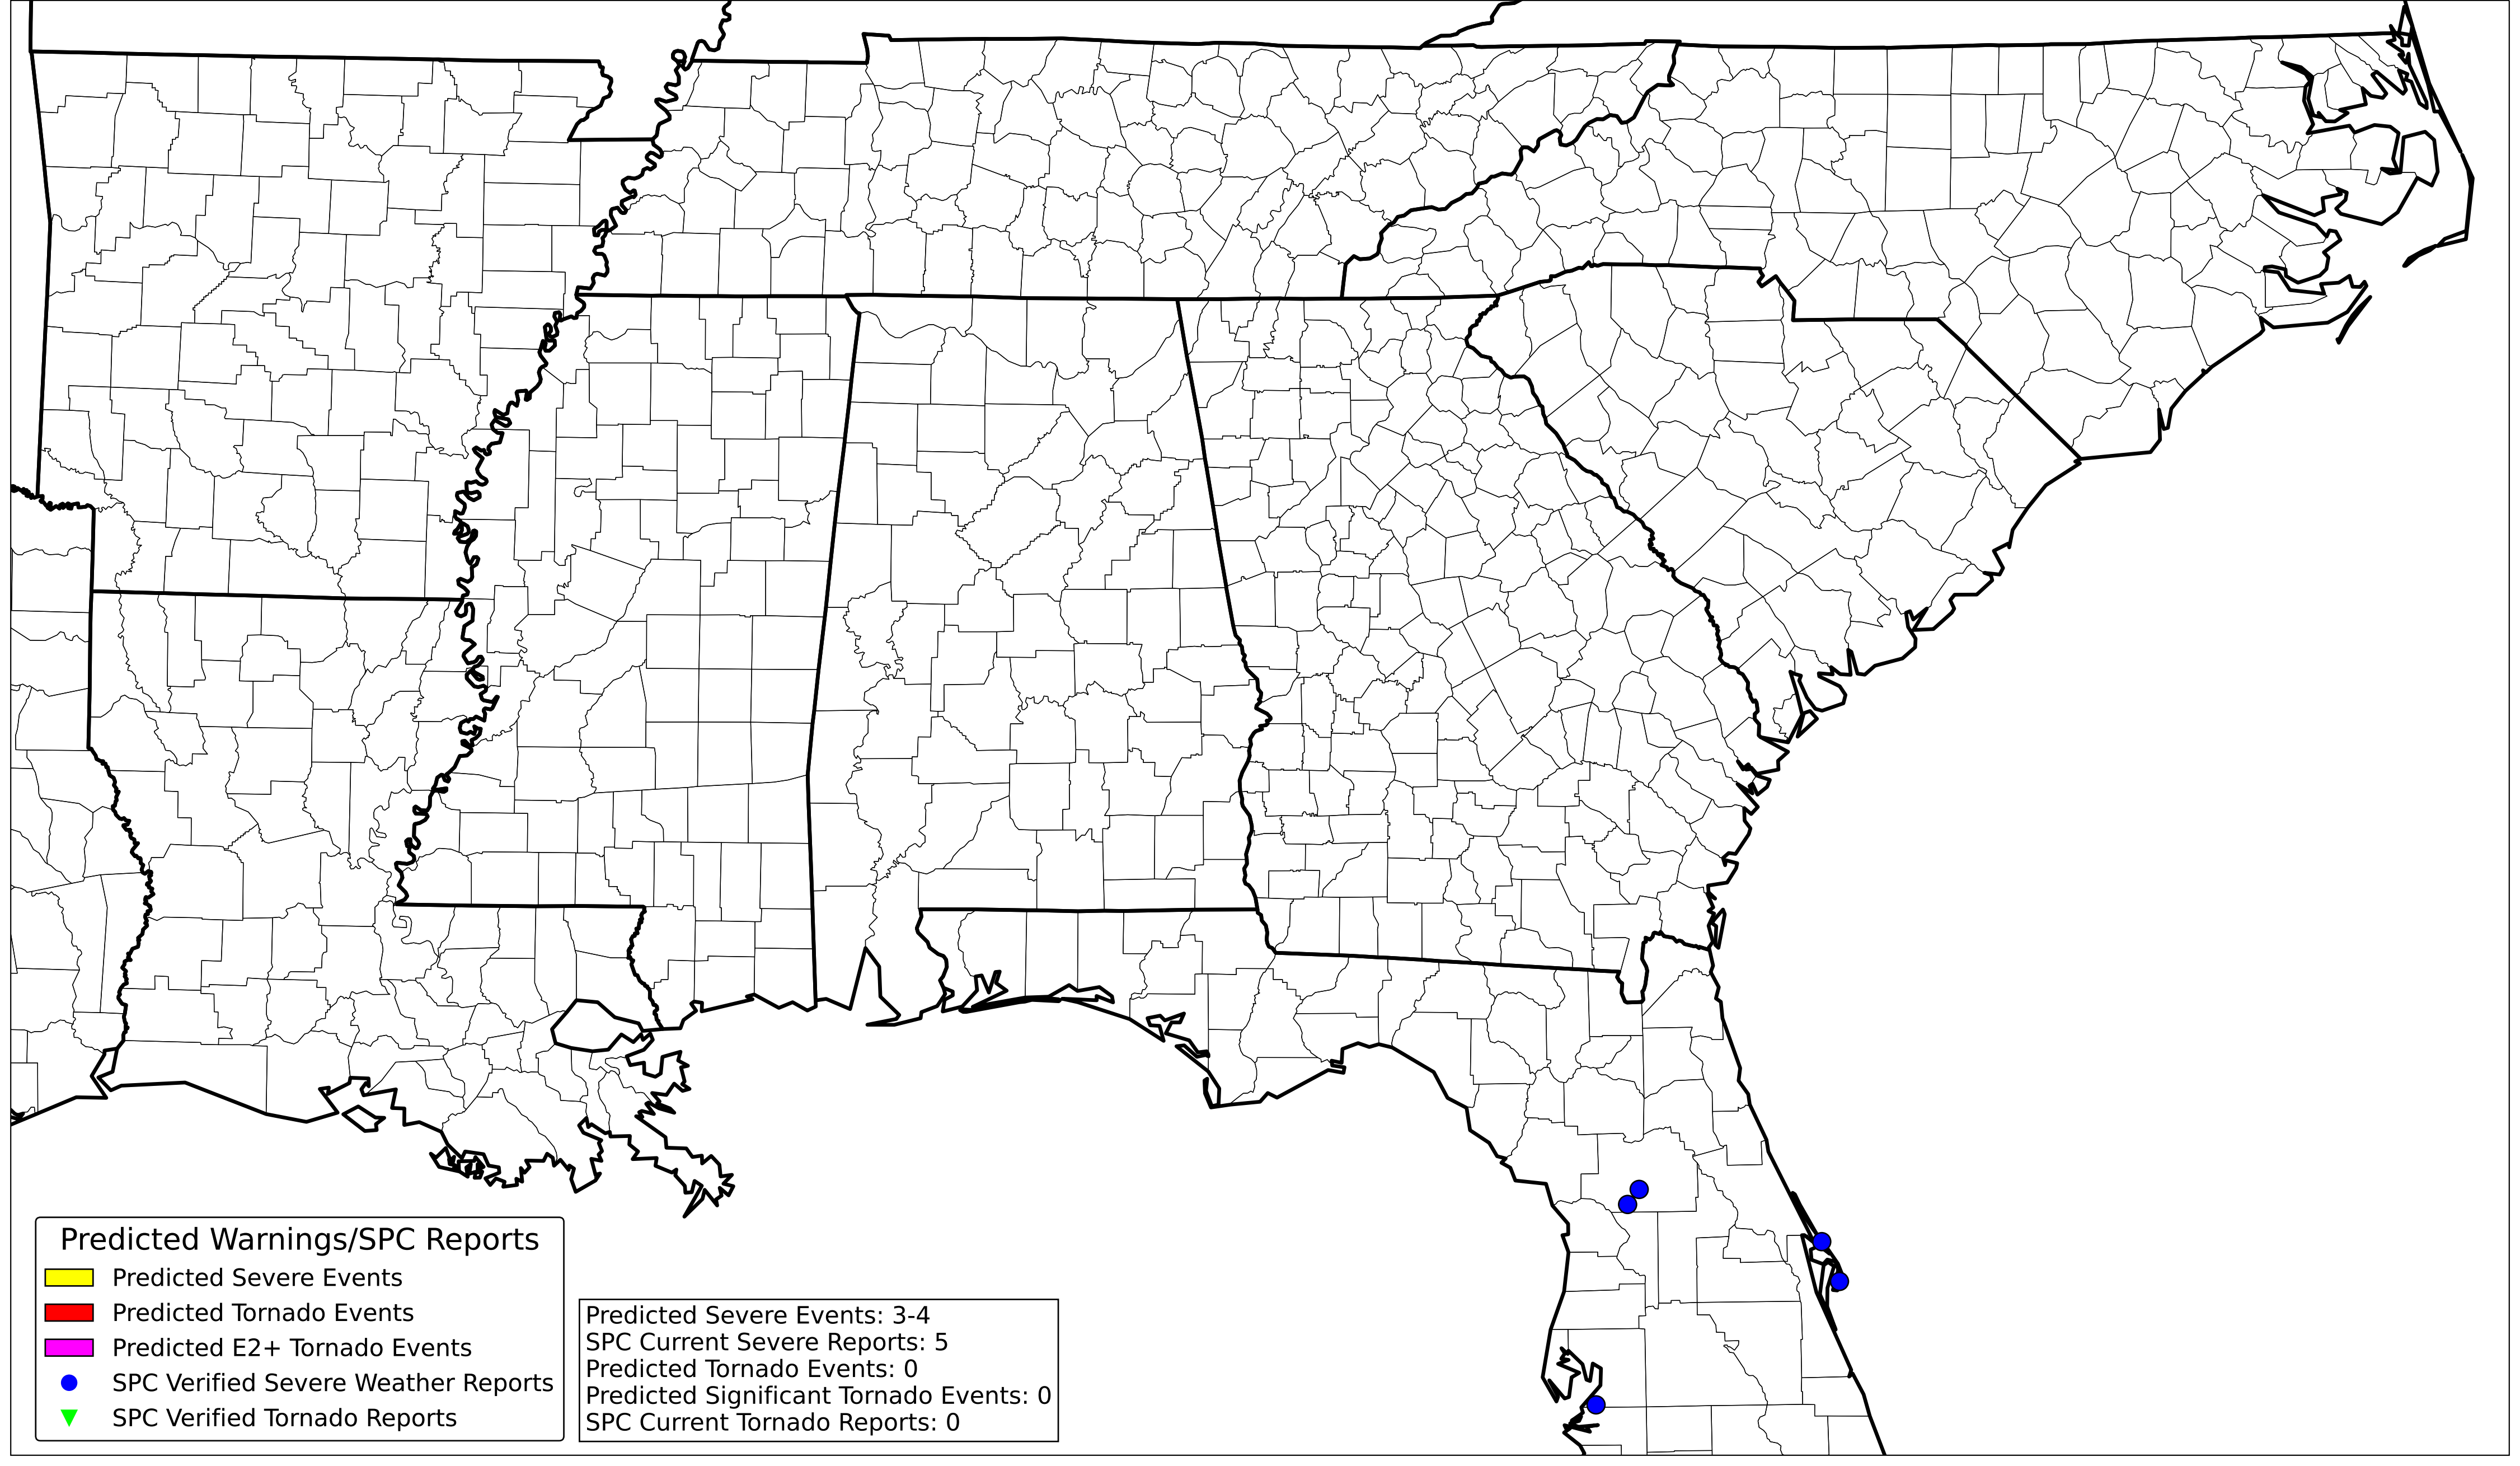 Predicted Warnings/SPC Reports
Predicted Severe Events
Predicted Tornado Events
Predicted E2+ Tornado Events
SPC Verified Severe Weather Reports
SPC Verified Tornado Reports
Predicted Severe Events: 3-4
SPC Current Severe Reports: 5
Predicted Tornado Events: 0
Predicted Significant Tornado Events: 0
SPC Current Tornado Reports: 0